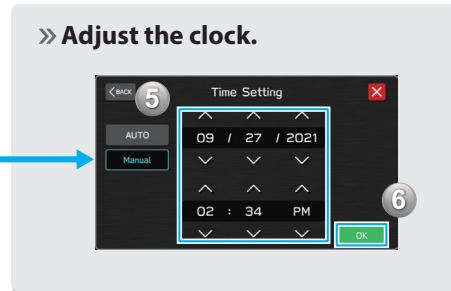 » Adjust the clock.
< BACK
5
Time Setting
AUTO
09 / 27 / 2021
Manual
02 : 34 PM
6
OK